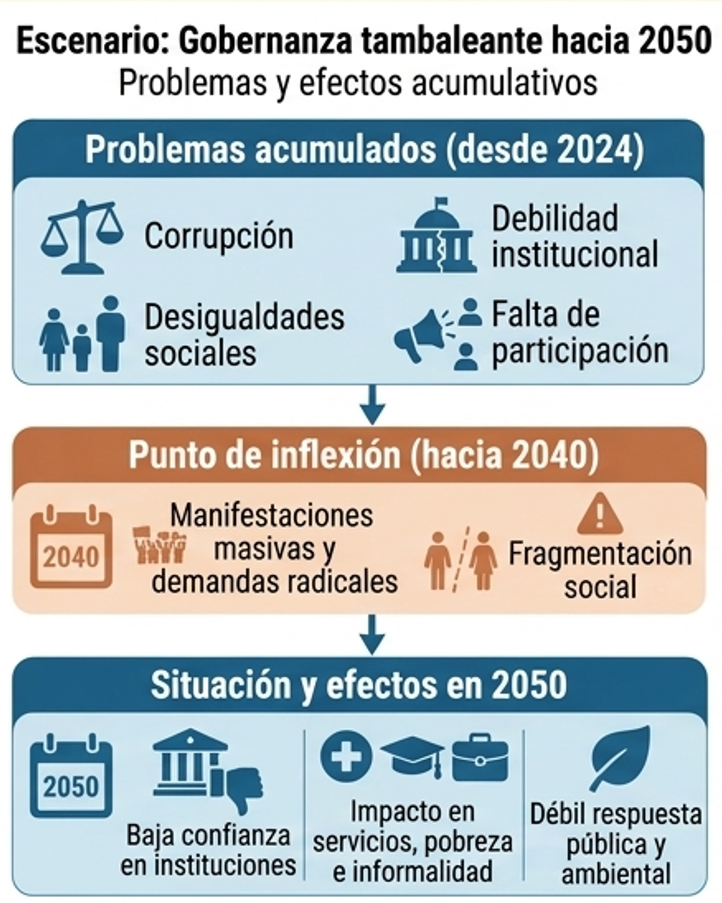 Escenario: Gobernanza tambaleante hacia 2050
Problemas y efectos acumulativos
Problemas acumulados (desde 2024)
Corrupción
Debilidad
institucional
Desigualdades
sociales
Falta de
participación
Punto de inflexión (hacia 2040)
2040
Manifestaciones
masivas y
demandas radicales
Fragmentación
social
Situación y efectos en 2050
2050
Baja confianza
en instituciones
Impacto en
servicios, pobreza
e informalidad
Débil respuesta
pública y
ambiental